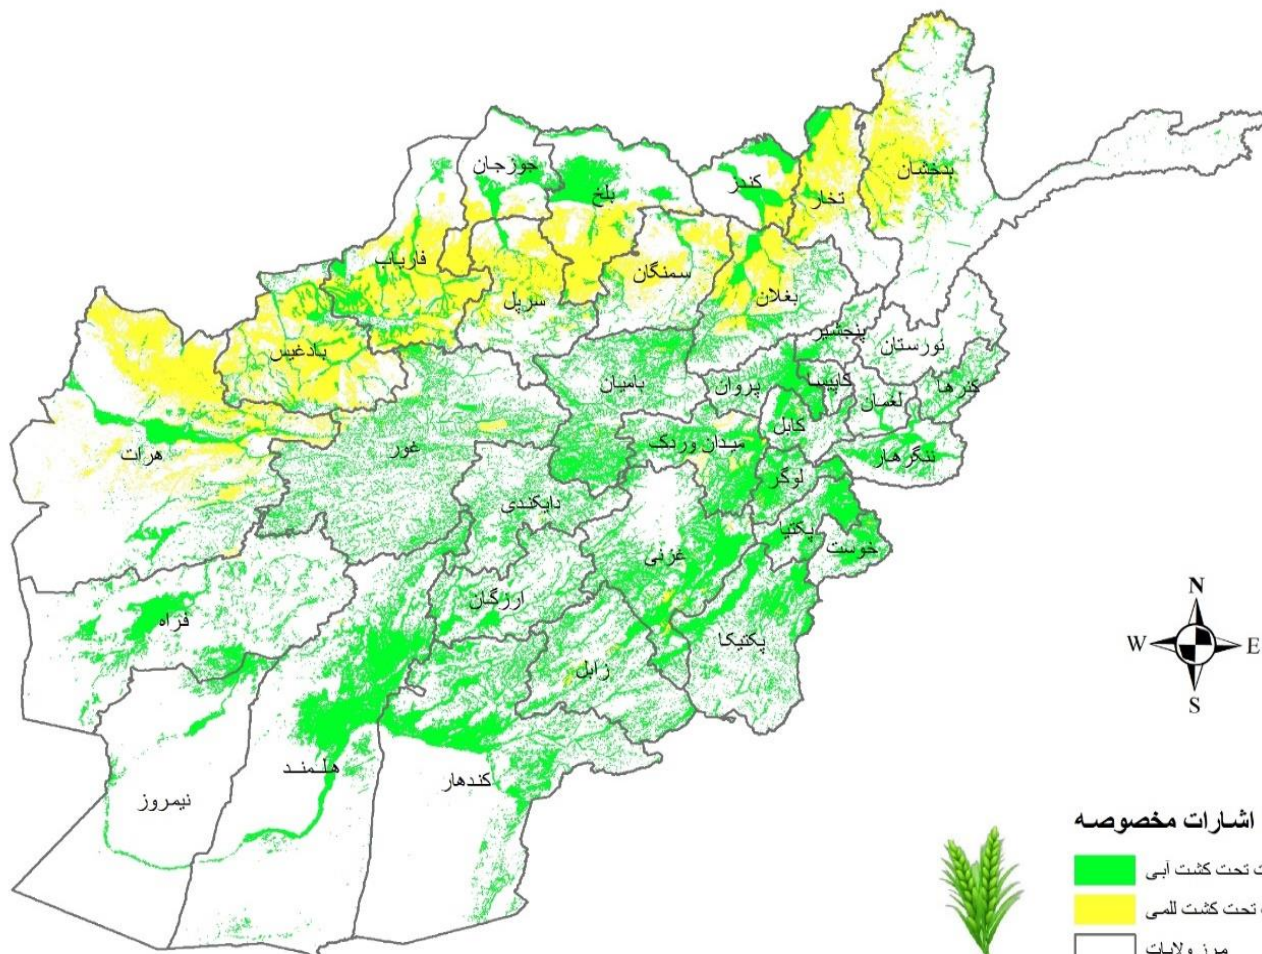 بدخشان
تخار
کندز
جوزجان
بلخ
فاریاب
سمنگان
سرپل
بغلان
پنجشیر
نورستان
بادغیس
بامیان
پروان
کاپیسا
لغمان
کنرها
کابل
هرات
غور
میدان وردک
ننگرهار
لوگر
دایکندی
پکتیا
خوست
غزنی
ارزگان
فراه
پکتیکا
زابل
N
W
E
S
هلمند
کندهار
نیمروز
اشارات مخصوصه
تحت کشت آبی
تحت کشت للمی
مرز ولایات